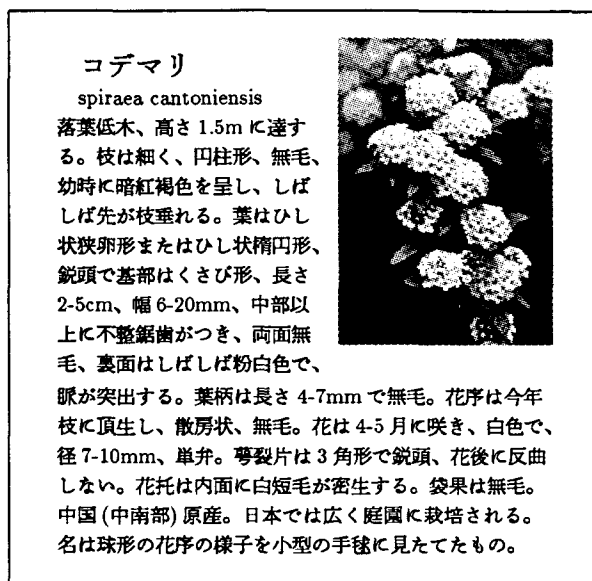 コデマリ
spiraea cantoniensis
落葉低木、高さ 1.5m に達す
る。枝は細く、円柱形、無毛、
幼時に暗紅褐色を呈し、しば
しば先が枝垂れる。葉はひし
状狭卵形またはひし状楕円形、
鋭頭で基部はくさび形、長さ
2-5cm、幅 6-20mm、中部以
上に不整鋸歯がつき、両面無
毛、裏面はしばしば粉白色で、
脈が突出する。葉柄は長さ 4-7mm で無毛。花序は今年
枝に頂生し、散房状、無毛。花は 4-5 月に咲き、白色で、
径 7-10mm、単弁。萼裂片は 3 角形で鋭頭、花後に反曲
しない。花托は内面に白短毛が密生する。袋果は無毛。
中国 (中南部) 原産。日本では広く庭園に栽培される。
名は球形の花序の様子を小型の手毬に見たてたもの。